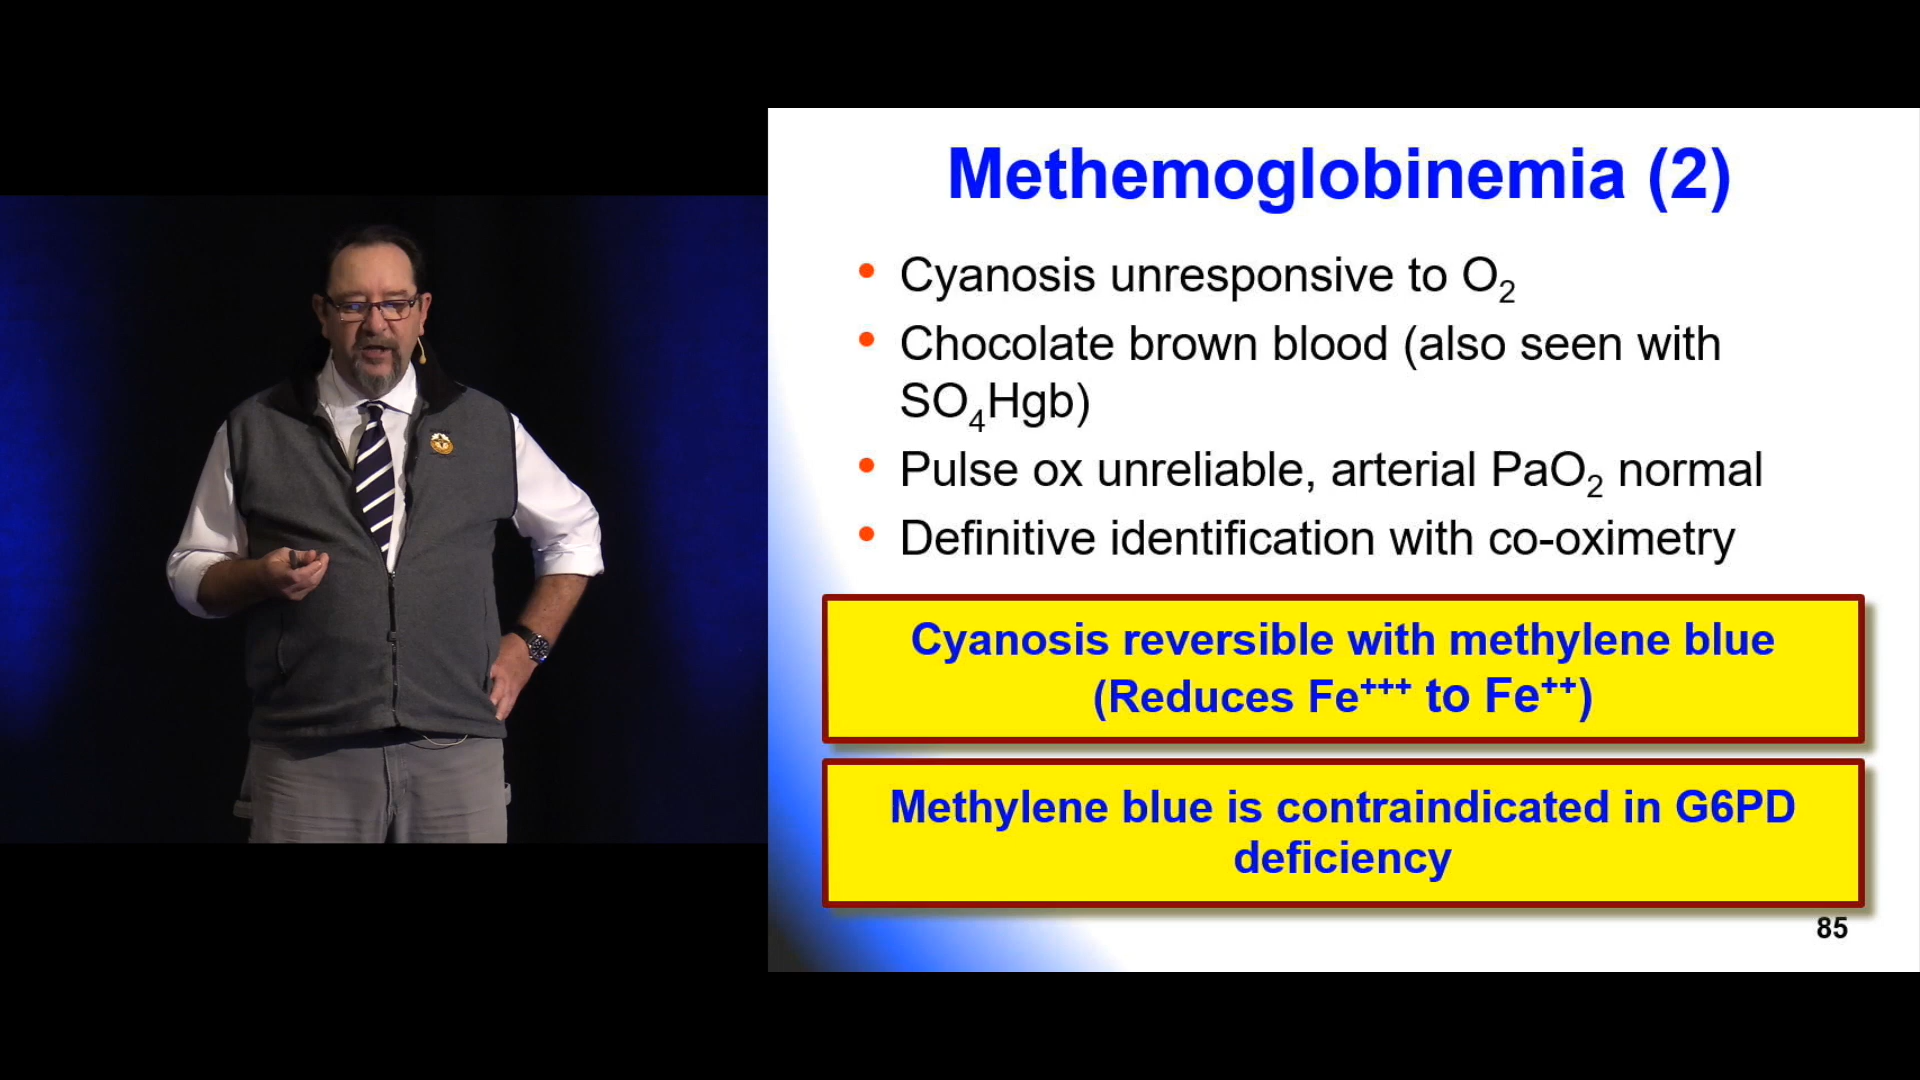 Methemoglobinemia (2)
• Cyanosis unresponsive to O₂
• Chocolate brown blood (also seen with
SO₄Hgb)
• Pulse ox unreliable, arterial PaO₂ normal
• Definitive identification with co-oximetry
Cyanosis reversible with methylene blue
(Reduces Fe⁺⁺⁺ to Fe⁺⁺)
Methylene blue is contraindicated in G6PD
deficiency
85